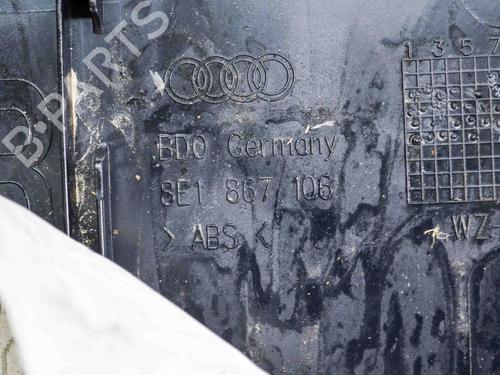 B-PARTS
1 3 5 7
BDO Germany
8E1 867 106
> ABS <
WZ-